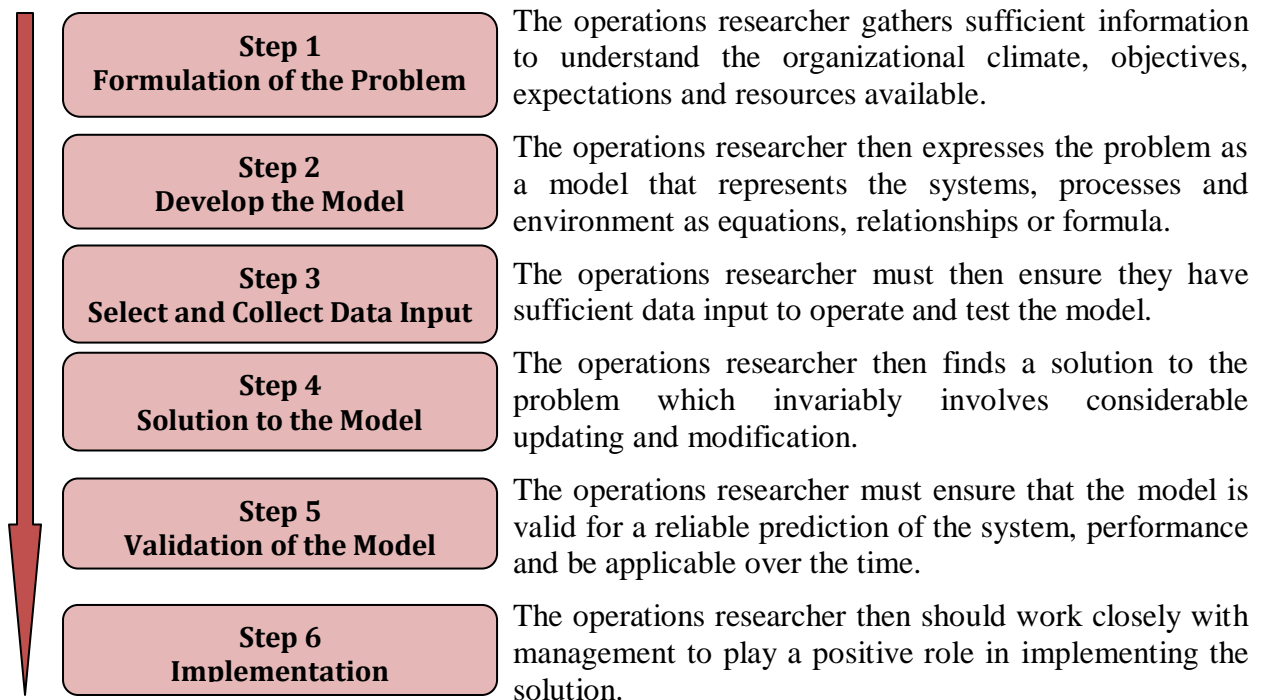 Step 1
Formulation of the Problem
The operations researcher gathers sufficient information
to understand the organizational climate, objectives,
expectations and resources available.
Step 2
Develop the Model
The operations researcher then expresses the problem as
a model that represents the systems, processes and
environment as equations, relationships or formula.
Step 3
Select and Collect Data Input
The operations researcher must then ensure they have
sufficient data input to operate and test the model.
Step 4
Solution to the Model
The operations researcher then finds a solution to the
problem which invariably involves considerable
updating and modification.
Step 5
Validation of the Model
The operations researcher must ensure that the model is
valid for a reliable prediction of the system, performance
and be applicable over the time.
Step 6
Implementation
The operations researcher then should work closely with
management to play a positive role in implementing the
solution.